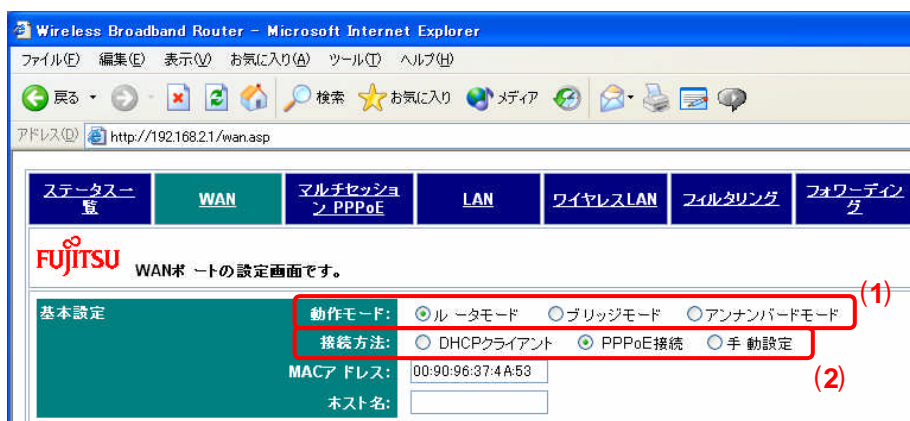 Wireless Broadband Router - Microsoft Internet Explorer
ファイル(F) 編集(E) 表示(V) お気に入り(A) ツール(T) ヘルプ(H)
戻る 検索 お気に入り メディア
アドレス(D) http://192.168.2.1/wan.asp
ステータス一覧 WAN マルチセッション PPPoE LAN ワイヤレスLAN フィルタリング フォワーディング
FUJITSU WANポートの設定画面です。
基本設定 動作モード: ルータモード ブリッジモード アンナンバードモード (1)
接続方法: DHCPクライアント PPPoE接続 手動設定
MACアドレス: 00:90:96:37:4A:53 (2)
ホスト名: